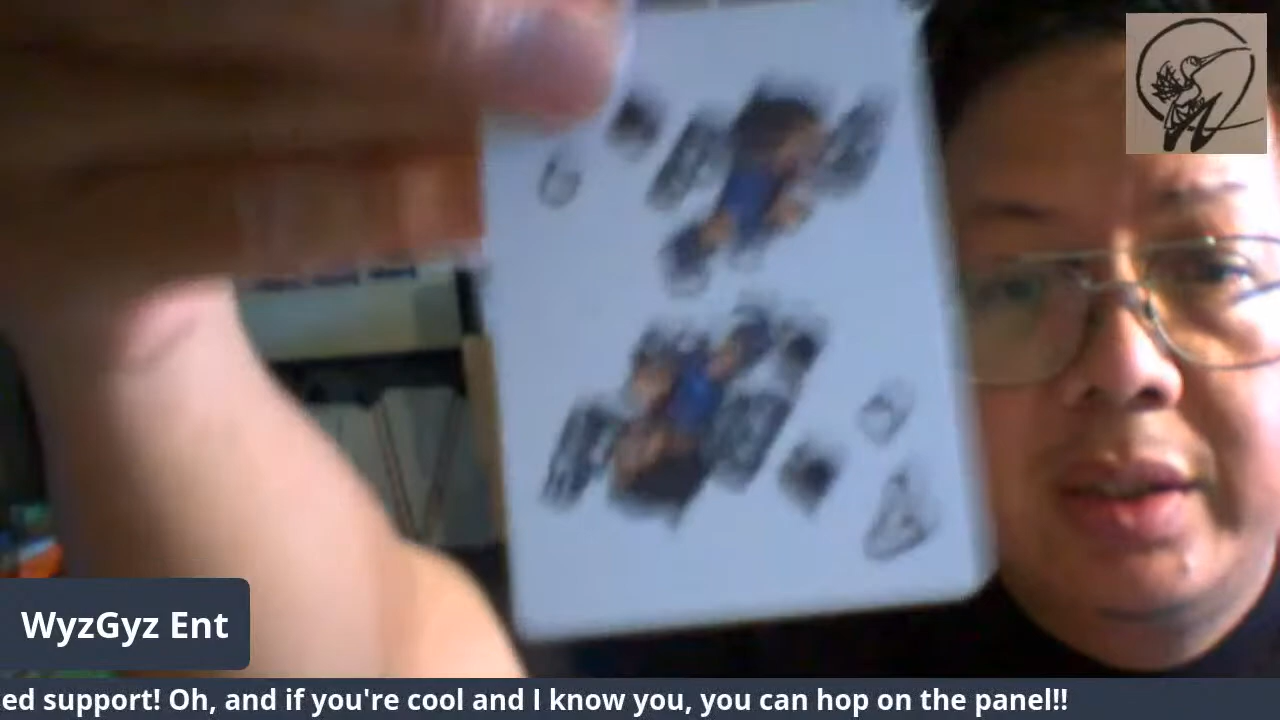 WyzGyz Ent
ed support! Oh, and if you're cool and I know you, you can hop on the panel!!